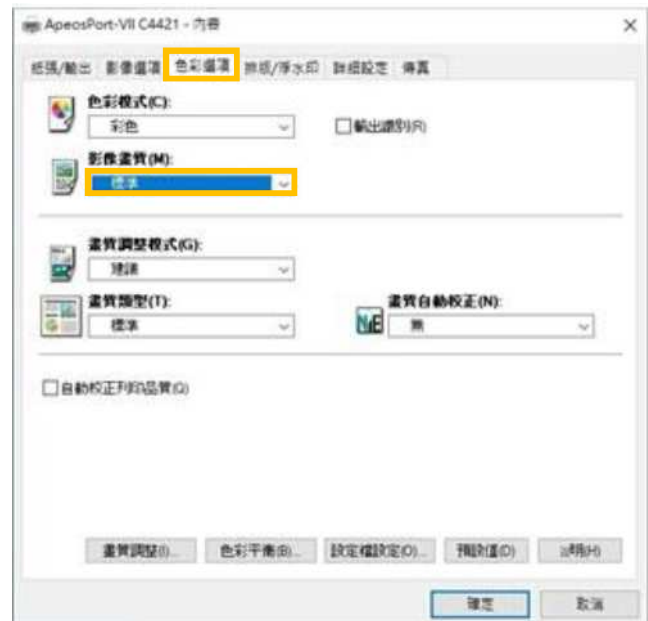 ApeosPort-VII C4421 - 內容
紙張/輸出 影像選項 色彩選項 排版/浮水印 詳細設定 傳真
色彩模式(C):
彩色
輸出識別(R)
影像畫質(M):
標準
畫質調整模式(G):
建議
畫質類型(T):
標準
畫質自動校正(N):
無
自動校正列印品質(Q)
畫質調整(I)... 色彩平衡(B)... 設定檔設定(O)... 預設值(D) 說明(H)
確定 取消